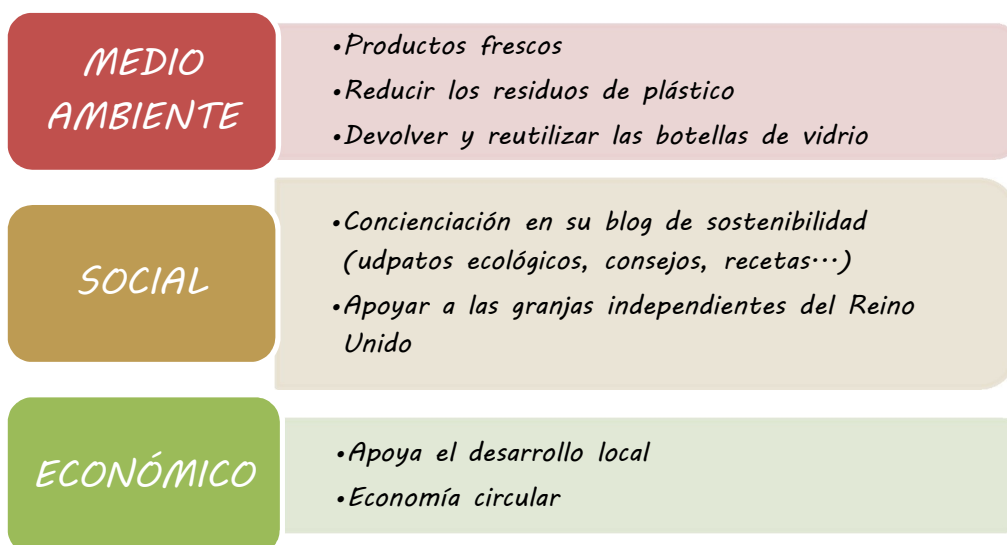 MEDIO
AMBIENTE
•Productos frescos
•Reducir los residuos de plástico
•Devolver y reutilizar las botellas de vidrio
SOCIAL
•Concienciación en su blog de sostenibilidad
(udpatos ecológicos, consejos, recetas…)
•Apoyar a las granjas independientes del Reino
Unido
ECONÓMICO
•Apoya el desarrollo local
•Economía circular